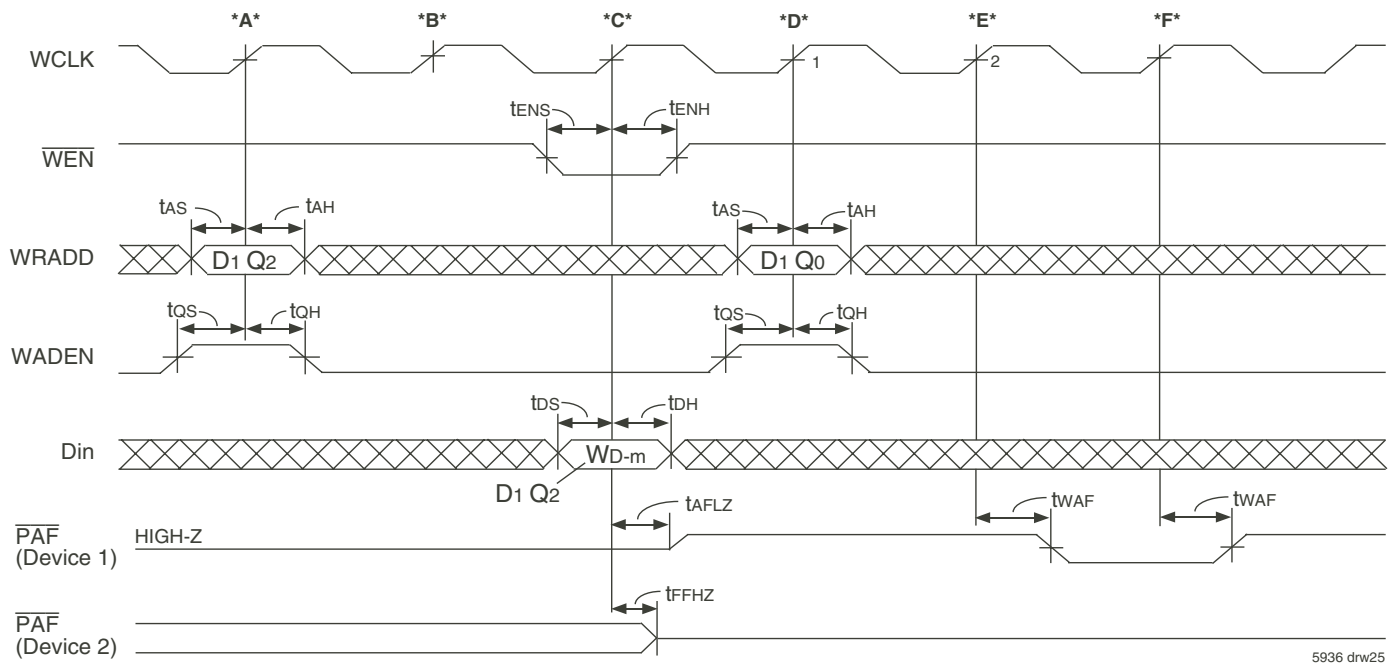 *A* *B* *C* *D* *E* *F*
WCLK 1 2
tENS tENH
WEN
tAS tAH tAS tAH
WRADD D1 Q2 D1 Q0
tQS tQH tQS tQH
WADEN
tDS tDH
Din WD-m
D1 Q2
tAFLZ tWAF tWAF
PAF HIGH-Z
(Device 1)
tFFHZ
PAF
(Device 2)
5936 drw25